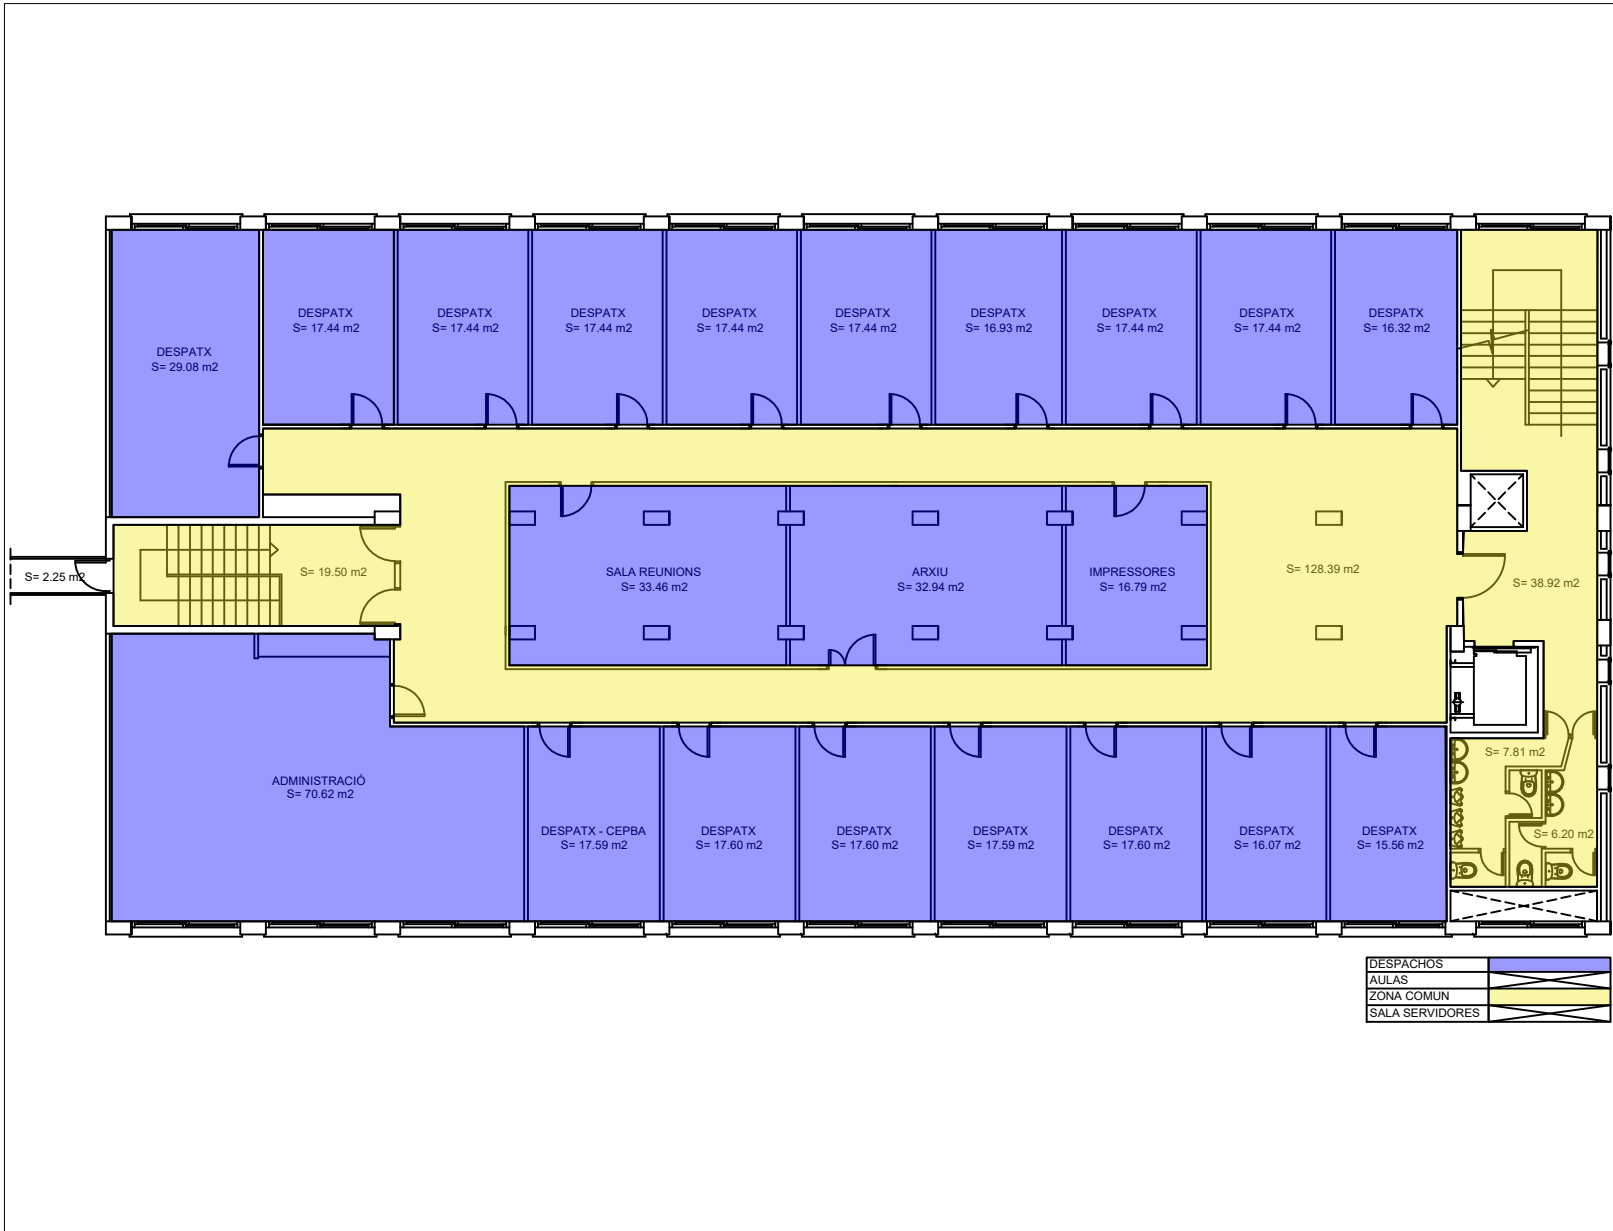 DESPATX
S= 29.08 m2
DESPATX
S= 17.44 m2
DESPATX
S= 17.44 m2
DESPATX
S= 17.44 m2
DESPATX
S= 17.44 m2
DESPATX
S= 17.44 m2
DESPATX
S= 16.93 m2
DESPATX
S= 17.44 m2
DESPATX
S= 17.44 m2
DESPATX
S= 16.32 m2
S= 2.25 m2
S= 19.50 m2
SALA REUNIONS
S= 33.46 m2
ARXIU
S= 32.94 m2
IMPRESSORES
S= 16.79 m2
S= 128.39 m2
S= 38.92 m2
ADMINISTRACIÓ
S= 70.62 m2
DESPATX - CEPBA
S= 17.59 m2
DESPATX
S= 17.60 m2
DESPATX
S= 17.60 m2
DESPATX
S= 17.59 m2
DESPATX
S= 17.60 m2
DESPATX
S= 16.07 m2
DESPATX
S= 15.56 m2
S= 7.81 m2
S= 6.20 m2
DESPACHOS
AULAS
ZONA COMUN
SALA SERVIDORES